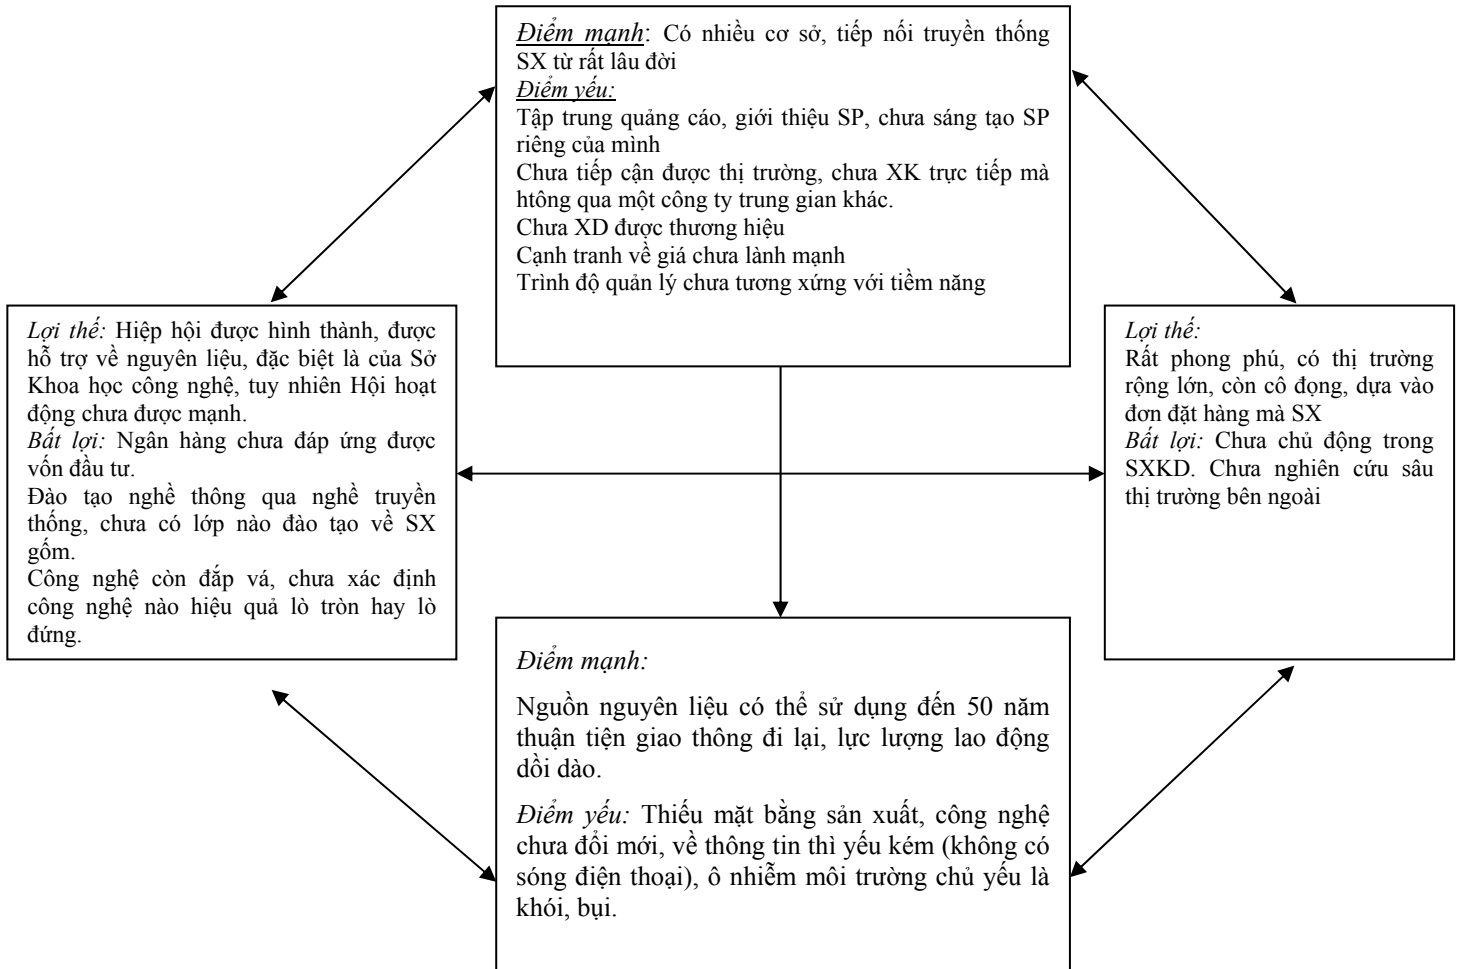 Điểm mạnh: Có nhiều cơ sở, tiếp nối truyền thống
SX từ rất lâu đời
Điểm yếu:
Tập trung quảng cáo, giới thiệu SP, chưa sáng tạo SP
riêng của mình
Chưa tiếp cận được thị trường, chưa XK trực tiếp mà
htông qua một công ty trung gian khác.
Chưa XD được thương hiệu
Cạnh tranh về giá chưa lành mạnh
Trình độ quản lý chưa tương xứng với tiềm năng
Lợi thế: Hiệp hội được hình thành, được
hỗ trợ về nguyên liệu, đặc biệt là của Sở
Khoa học công nghệ, tuy nhiên Hội hoạt
động chưa được mạnh.
Bất lợi: Ngân hàng chưa đáp ứng được
vốn đầu tư.
Đào tạo nghề thông qua nghề truyền
thống, chưa có lớp nào đào tạo về SX
gốm.
Công nghệ còn đắp vá, chưa xác định
công nghệ nào hiệu quả lò tròn hay lò
đứng.
Lợi thế:
Rất phong phú, có thị trường
rộng lớn, còn cô đọng, dựa vào
đơn đặt hàng mà SX
Bất lợi: Chưa chủ động trong
SXKD. Chưa nghiên cứu sâu
thị trường bên ngoài
Điểm mạnh:
Nguồn nguyên liệu có thể sử dụng đến 50 năm
thuận tiện giao thông đi lại, lực lượng lao động
dồi dào.
Điểm yếu: Thiếu mặt bằng sản xuất, công nghệ
chưa đổi mới, về thông tin thì yếu kém (không có
sóng điện thoại), ô nhiễm môi trường chủ yếu là
khói, bụi.